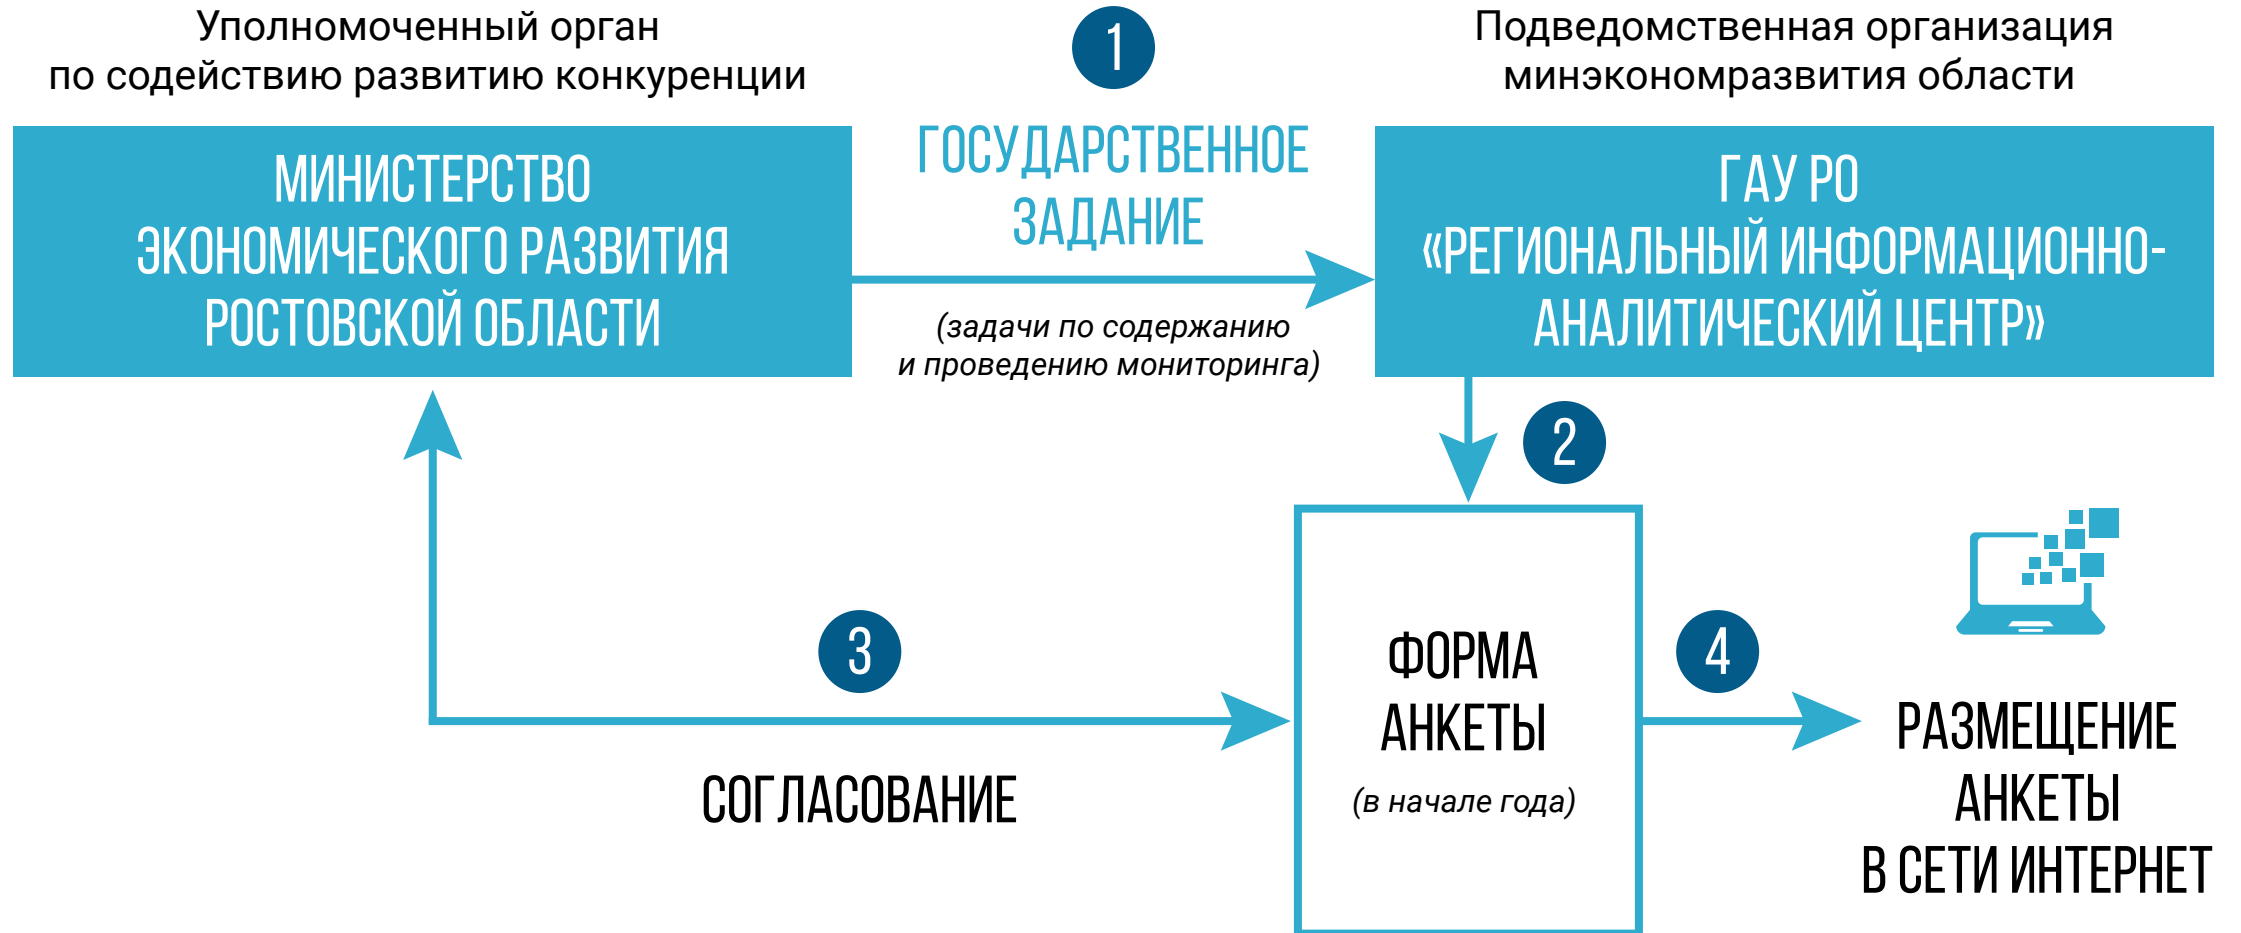 Уполномоченный орган
по содействию развитию конкуренции
1
Подведомственная организация
минэкономразвития области
МИНИСТЕРСТВО
ЭКОНОМИЧЕСКОГО РАЗВИТИЯ
РОСТОВСКОЙ ОБЛАСТИ
ГОСУДАРСТВЕННОЕ
ЗАДАНИЕ
(задачи по содержанию
и проведению мониторинга)
ГАУ РО
«РЕГИОНАЛЬНЫЙ ИНФОРМАЦИОННО-
АНАЛИТИЧЕСКИЙ ЦЕНТР»
2
3
СОГЛАСОВАНИЕ
ФОРМА
АНКЕТЫ
(в начале года)
4
РАЗМЕЩЕНИЕ
АНКЕТЫ
В СЕТИ ИНТЕРНЕТ